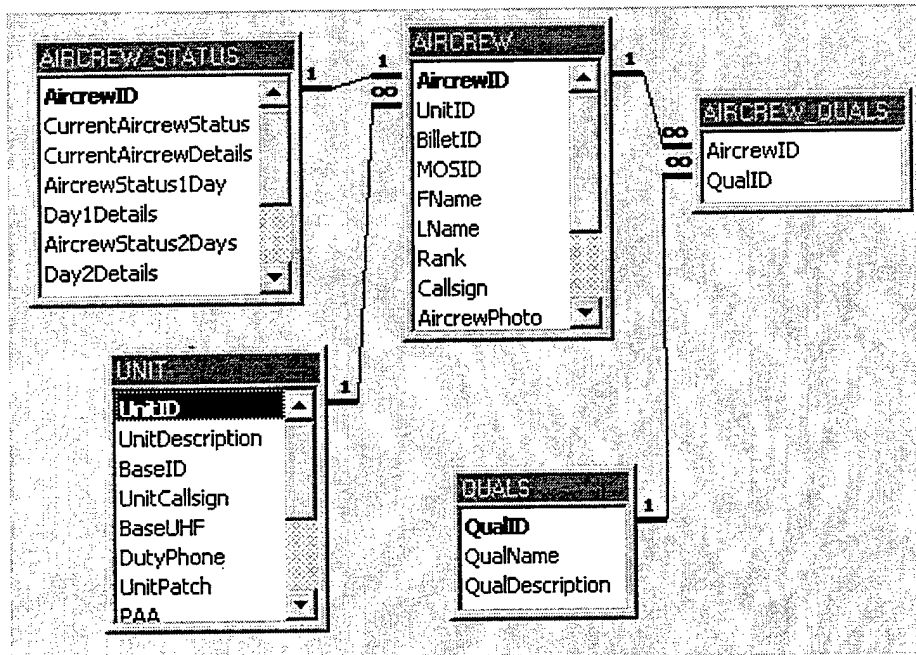 AIRCREW_STATUS
AircrewID
CurrentAircrewStatus
CurrentAircrewDetails
AircrewStatus1Day
Day1Details
AircrewStatus2Days
Day2Details
1
1
∞
AIRCREW
AircrewID
UnitID
BilletID
MOSID
FName
LName
Rank
Callsign
AircrewPhoto
1
∞
∞
AIRCREW_QUALS
AircrewID
QualID
UNIT
UnitID
UnitDescription
BaseID
UnitCallsign
BaseUHF
DutyPhone
UnitPatch
PAA
1
QUALS
QualID
QualName
QualDescription
1